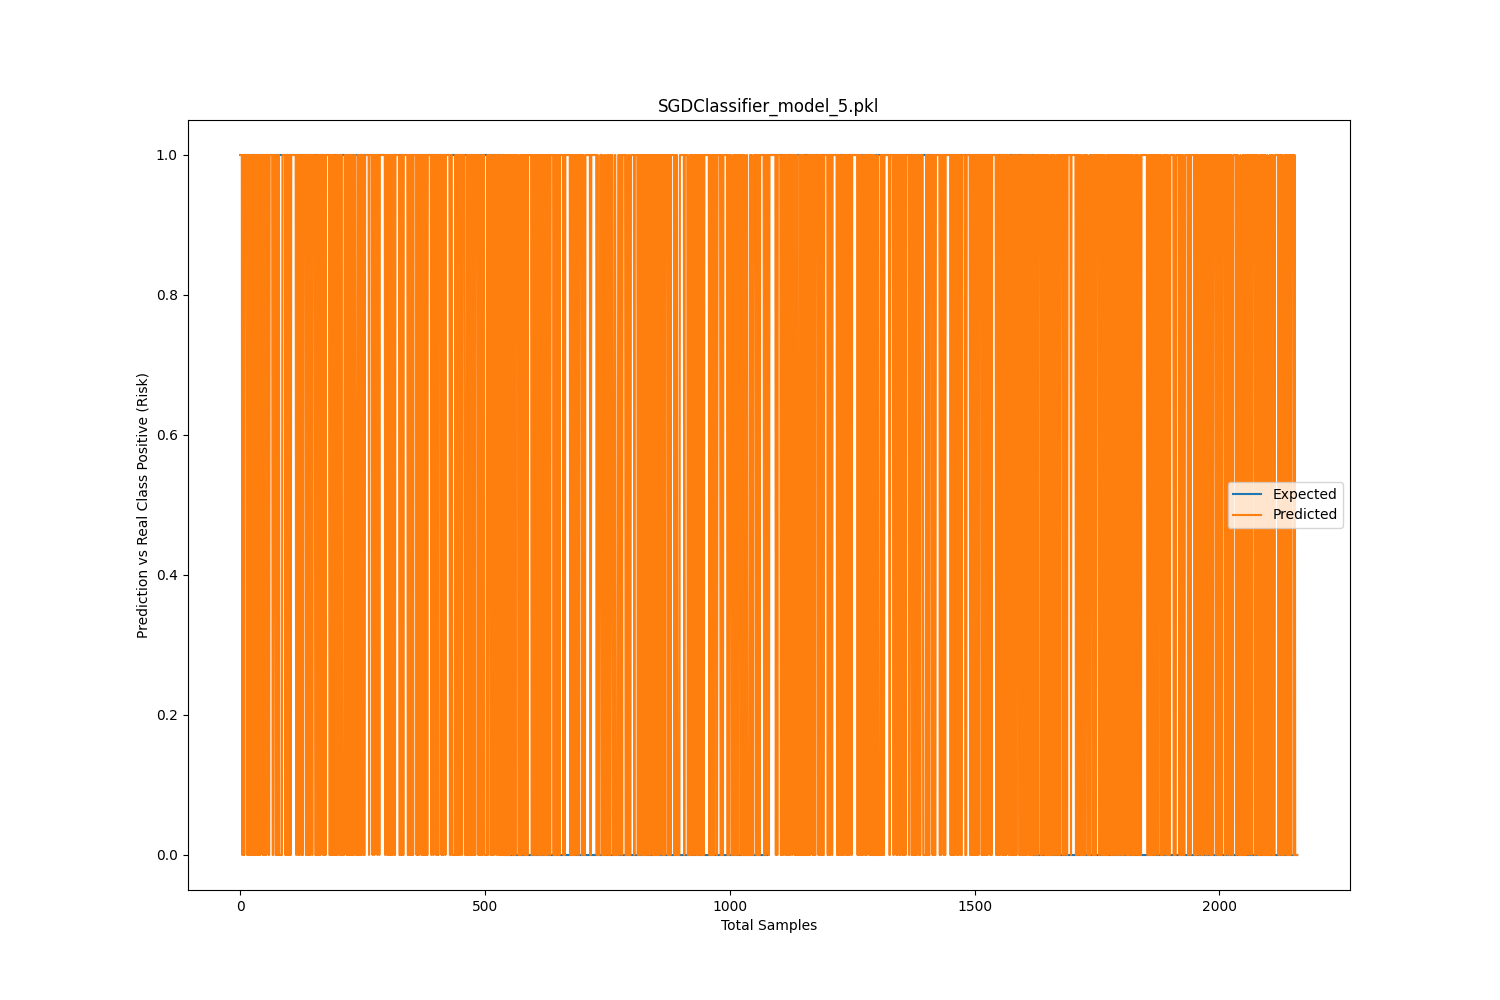 SGDClassifier_model_5.pkl
1.0
0.8
0.6
0.4
0.2
0.0
Prediction vs Real Class Positive (Risk)
Expected
Predicted
0 500 1000 1500 2000
Total Samples